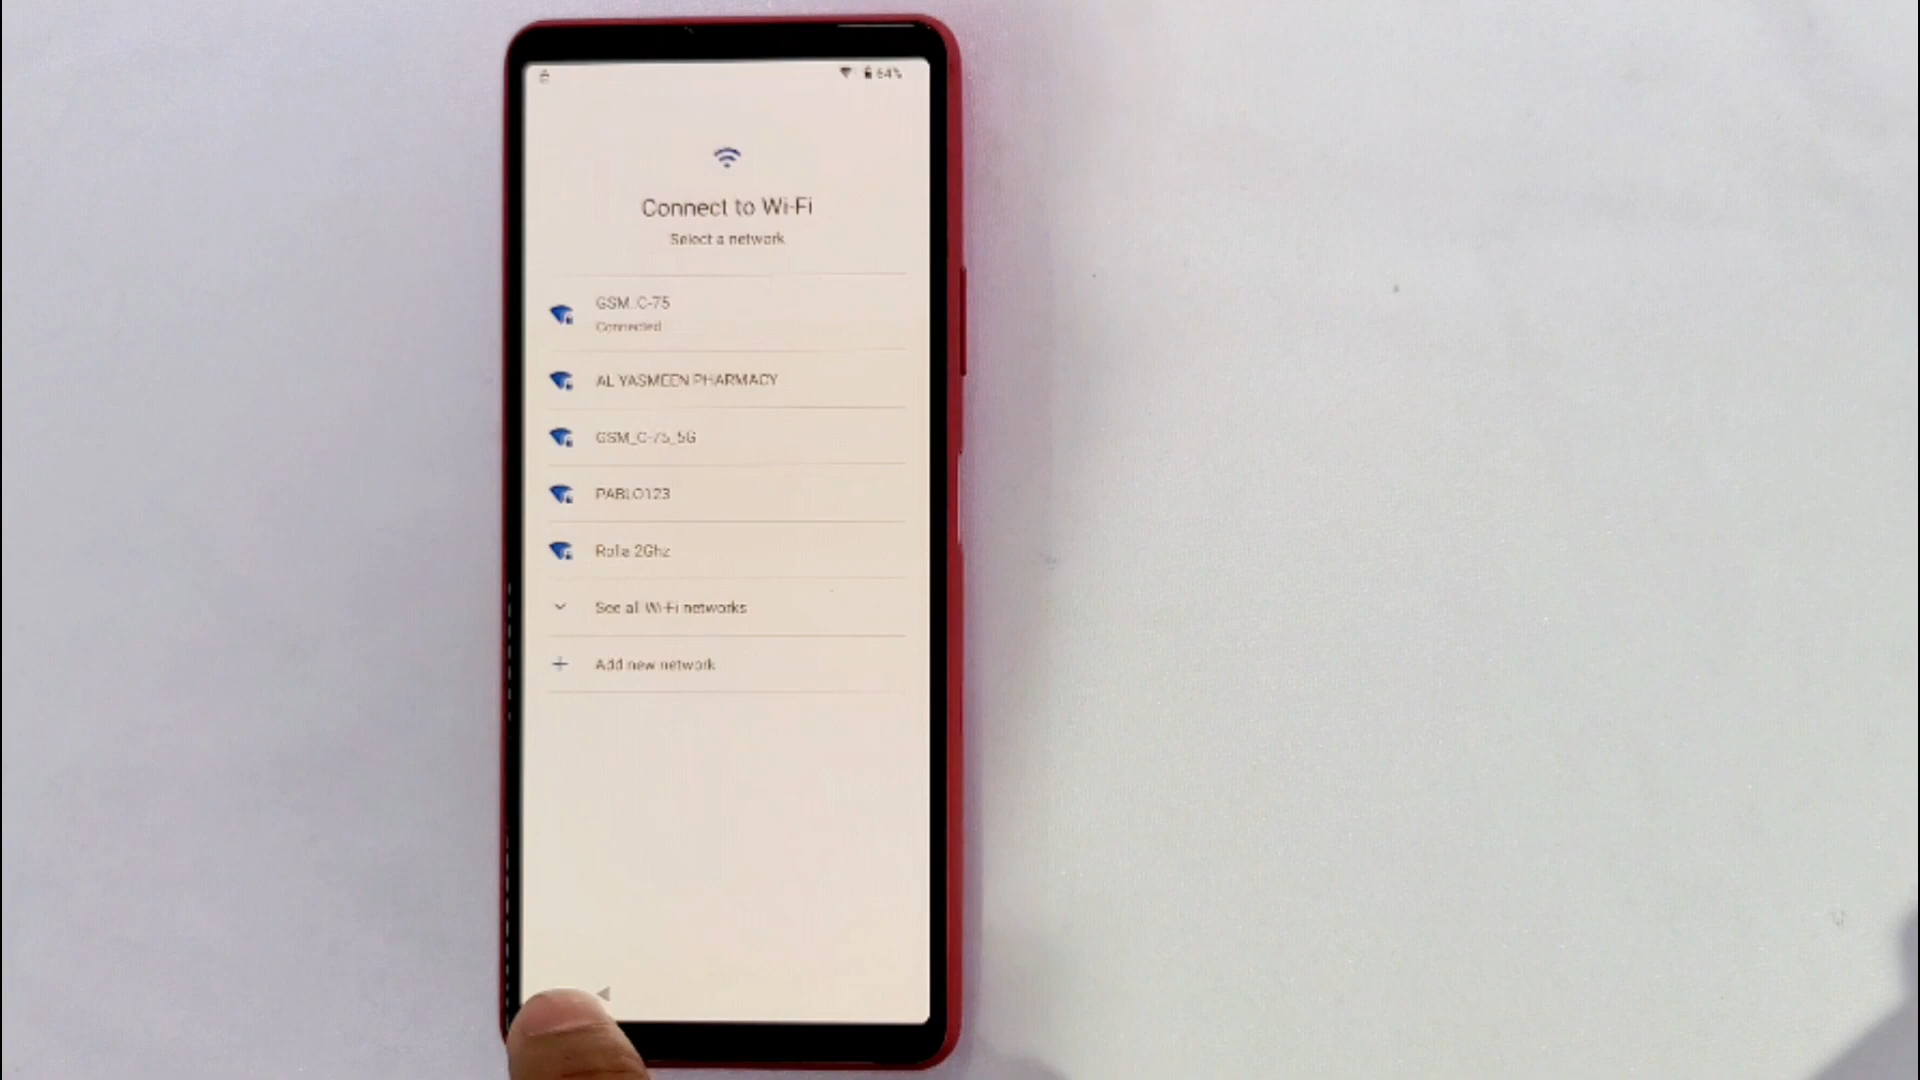 64%
Connect to Wi-Fi
Select a network
GSM_C-75
Connected
AL YASMEEN PHARMACY
GSM_C-75_5G
PABLO123
Rolla 2Ghz
See all Wi-Fi networks
Add new network